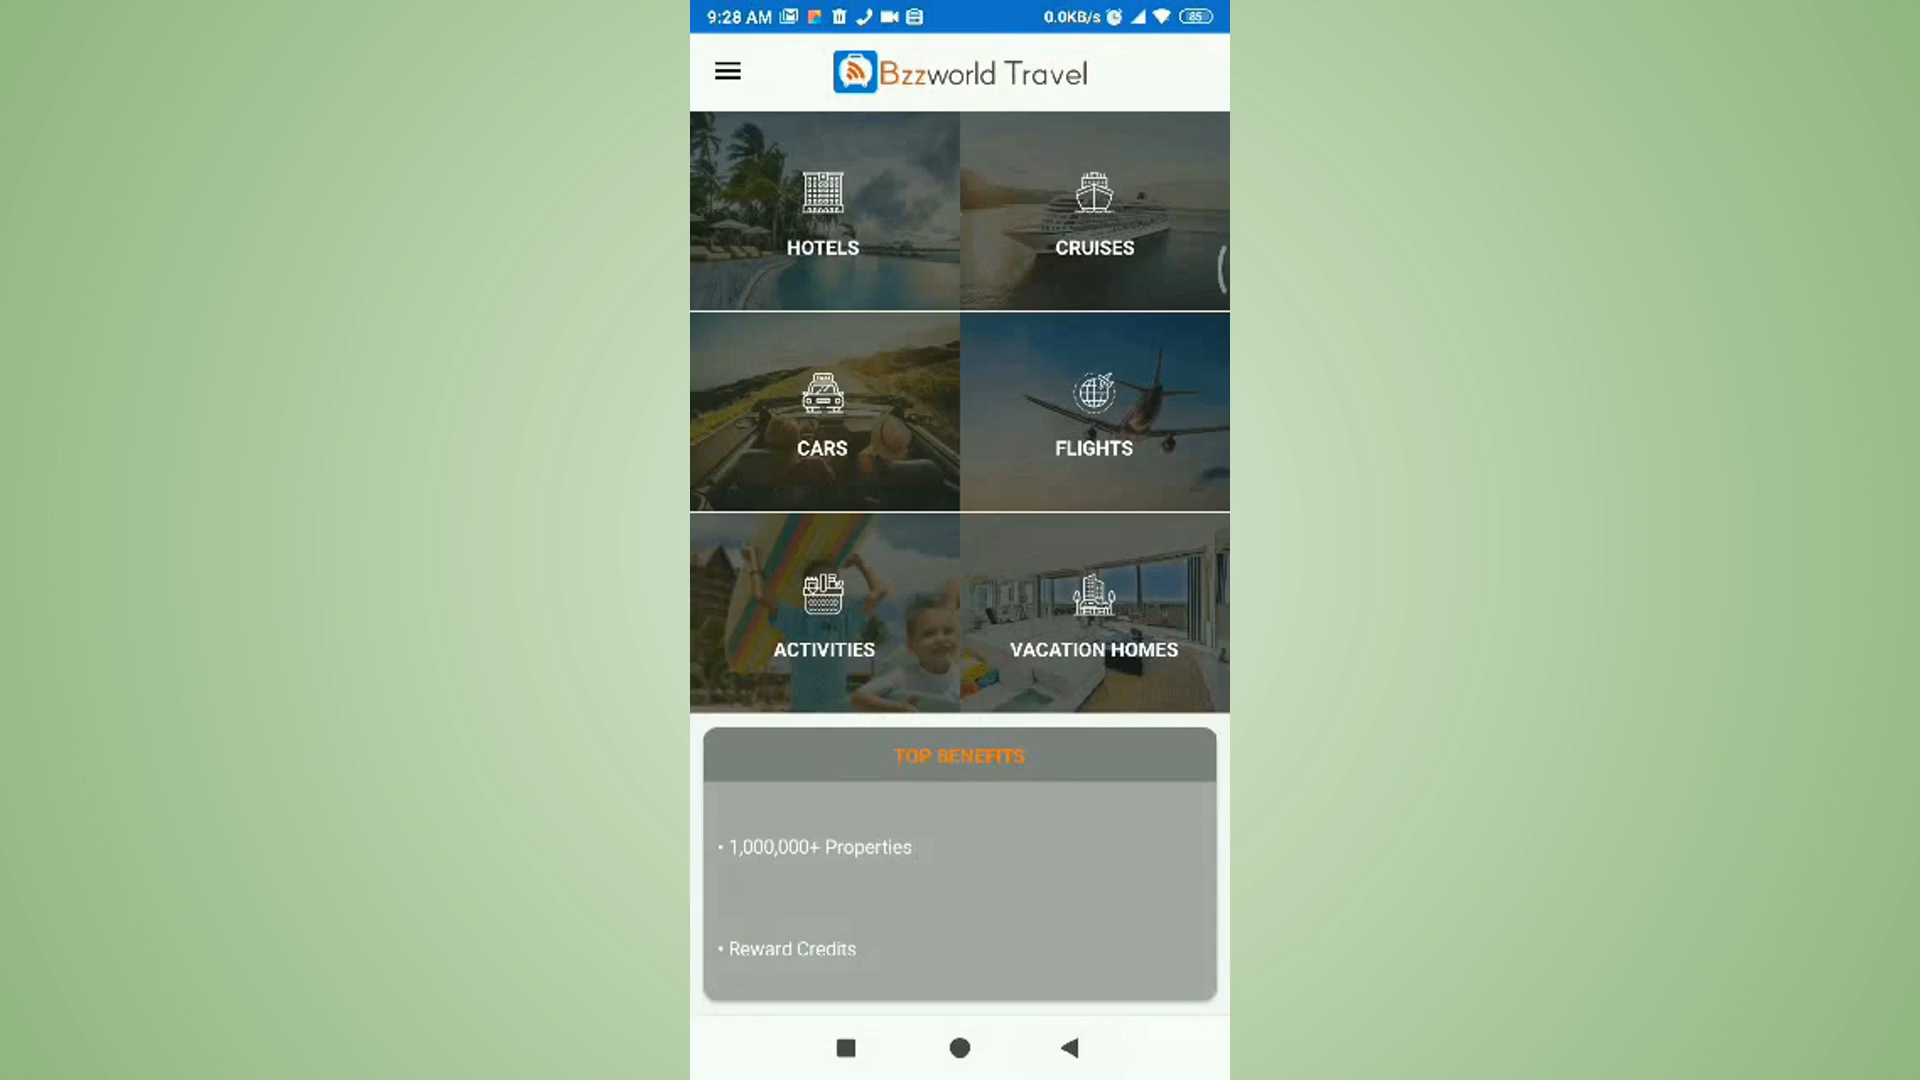 9:28 AM
0.0KB/s
85
Bzzworld Travel
HOTELS
CRUISES
CARS
FLIGHTS
ACTIVITIES
VACATION HOMES
TOP BENEFITS
• 1,000,000+ Properties
• Reward Credits